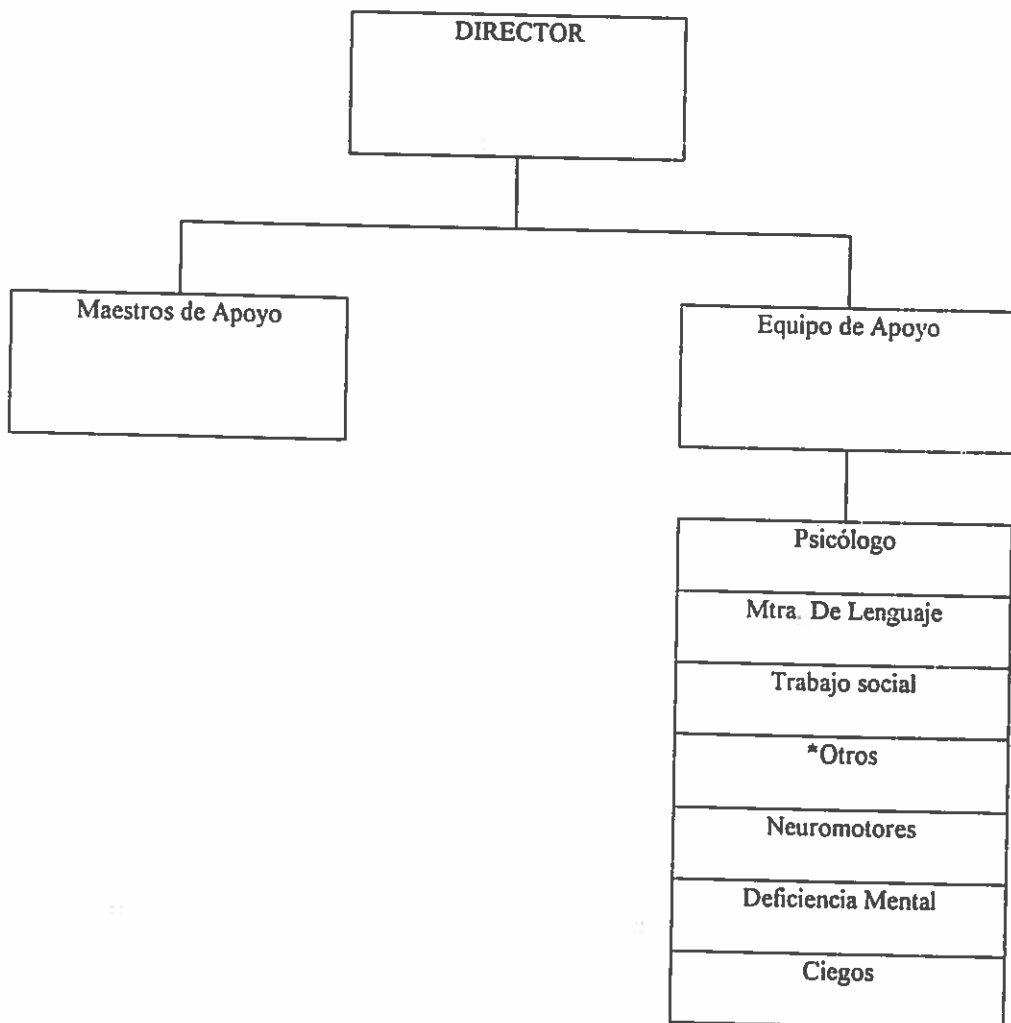 DIRECTOR
Maestros de Apoyo
Equipo de Apoyo
Psicólogo
Mtra. De Lenguaje
Trabajo social
*Otros
Neuromotores
Deficiencia Mental
Ciegos